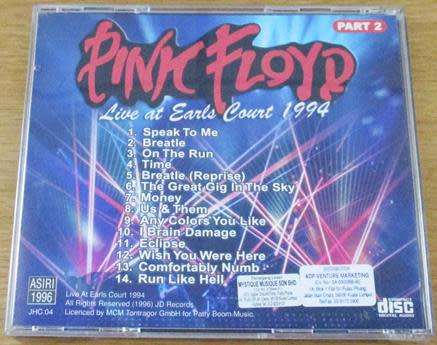 PART 2
PINK FLOYD
Live at Earls Court 1994
1. Speak To Me
2. Breatle
3. On The Run
4. Time
5. Breatle (Reprise)
6. The Great Gig In The Sky
7. Money
8. Us & Them
9. Any Colors You Like
10. I Brain Damage
11. Eclipse
12. Wish You Were Here
13. Comfortably Numb
14. Run Like Hell
ASIRI
1996
JHC 04
Live At Earls Court 1994
All Rights Reserved (1996) JD Records
Licenced by MCM Tontragor GmbH for Patty Boom Music.
MYSTIQUE MUSIQUE SDN BHD
ADP VENTURE MARKETING
disc